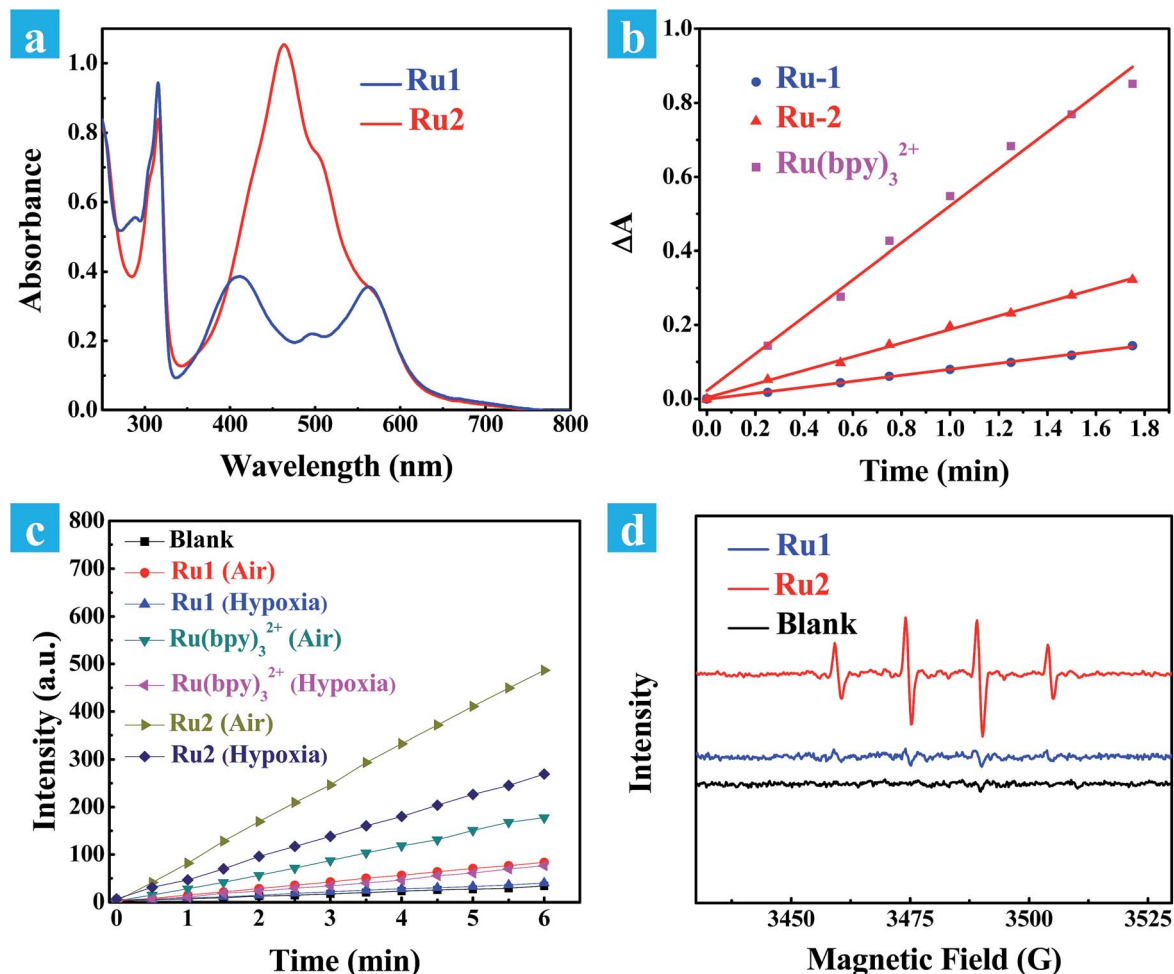 a
1.0
0.8
0.6
0.4
0.2
0.0
Absorbance
Ru1
Ru2
300 400 500 600 700 800
Wavelength (nm)
b
1.0
0.8
0.6
0.4
0.2
0.0
ΔA
Ru-1
Ru-2
Ru(bpy)₃²⁺
0.0 0.2 0.4 0.6 0.8 1.0 1.2 1.4 1.6 1.8
Time (min)
c
800
700
600
500
400
300
200
100
0
Intensity (a.u.)
Blank
Ru1 (Air)
Ru1 (Hypoxia)
Ru(bpy)₃²⁺ (Air)
Ru(bpy)₃²⁺ (Hypoxia)
Ru2 (Air)
Ru2 (Hypoxia)
0 1 2 3 4 5 6
Time (min)
d
Intensity
Ru1
Ru2
Blank
3450 3475 3500 3525
Magnetic Field (G)